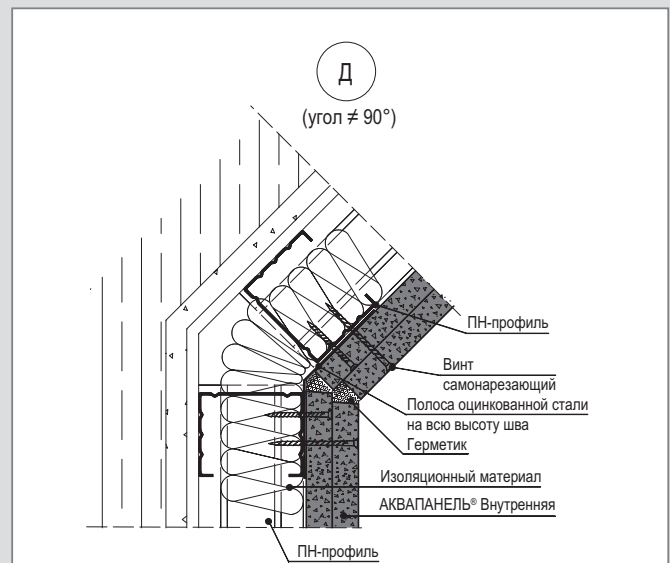 Д
(угол ≠ 90°)
ПН-профиль
Винт
самонарезающий
Полоса оцинкованной стали
на всю высоту шва
Герметик
Изоляционный материал
АКВАПАНЕЛЬ® Внутренняя
ПН-профиль